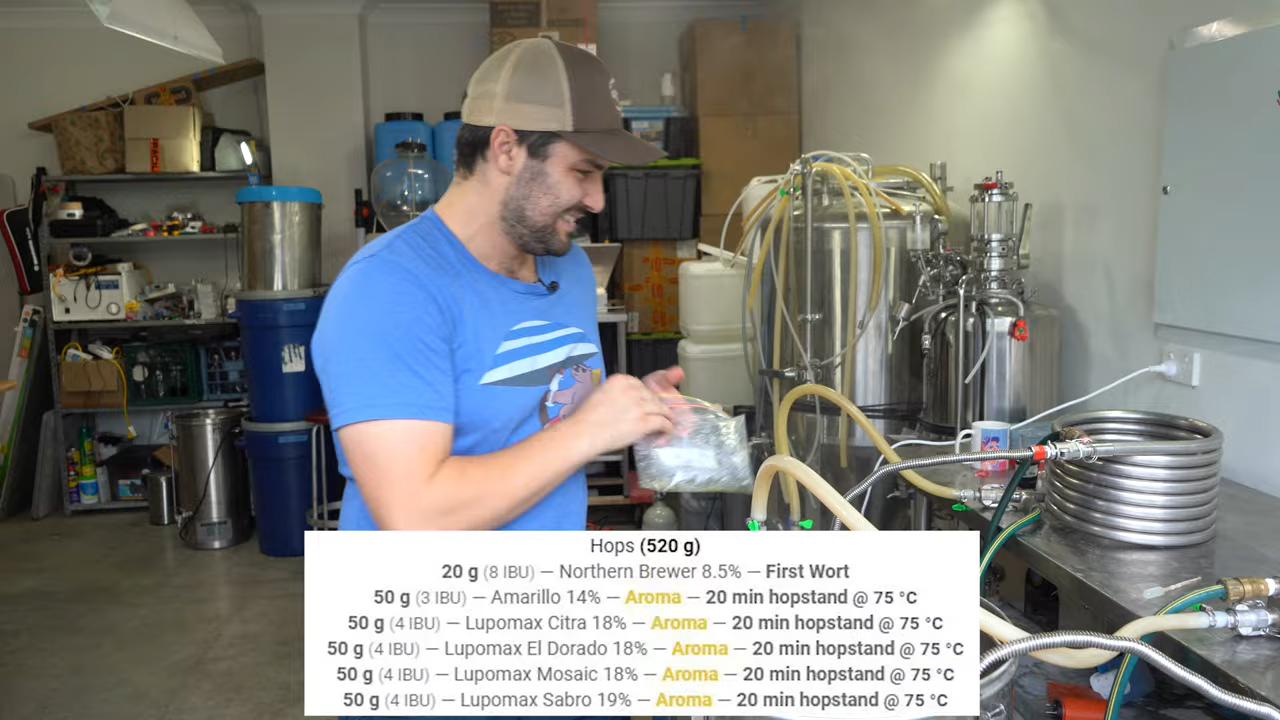 Hops (520 g)
20 g (8 IBU) — Northern Brewer 8.5% — First Wort
50 g (3 IBU) — Amarillo 14% — Aroma — 20 min hopstand @ 75 °C
50 g (4 IBU) — Lupomax Citra 18% — Aroma — 20 min hopstand @ 75 °C
50 g (4 IBU) — Lupomax El Dorado 18% — Aroma — 20 min hopstand @ 75 °C
50 g (4 IBU) — Lupomax Mosaic 18% — Aroma — 20 min hopstand @ 75 °C
50 g (4 IBU) — Lupomax Sabro 19% — Aroma — 20 min hopstand @ 75 °C